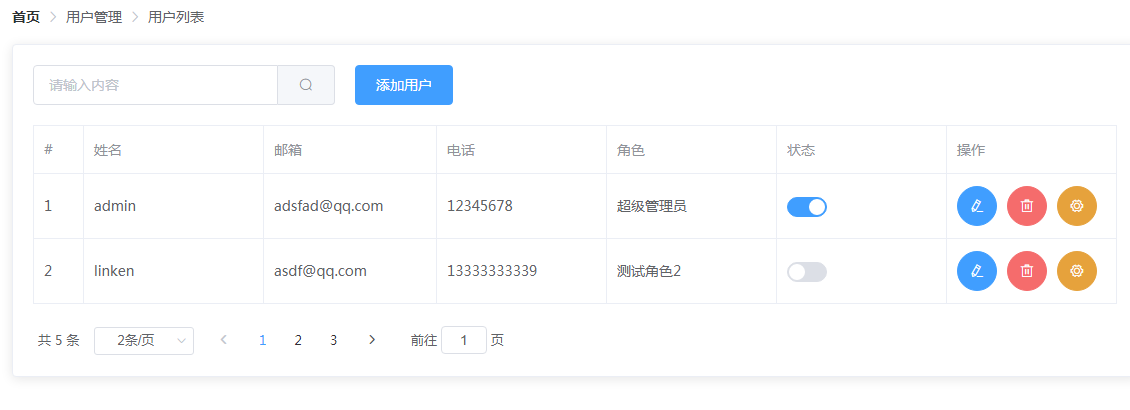 首页 > 用户管理 > 用户列表
请输入内容 添加用户
# 姓名 邮箱 电话 角色 状态 操作
1 admin adsfad@qq.com 12345678 超级管理员
2 linken asdf@qq.com 13333333339 测试角色2
共 5 条 2条/页 < 1 2 3 > 前往 1 页